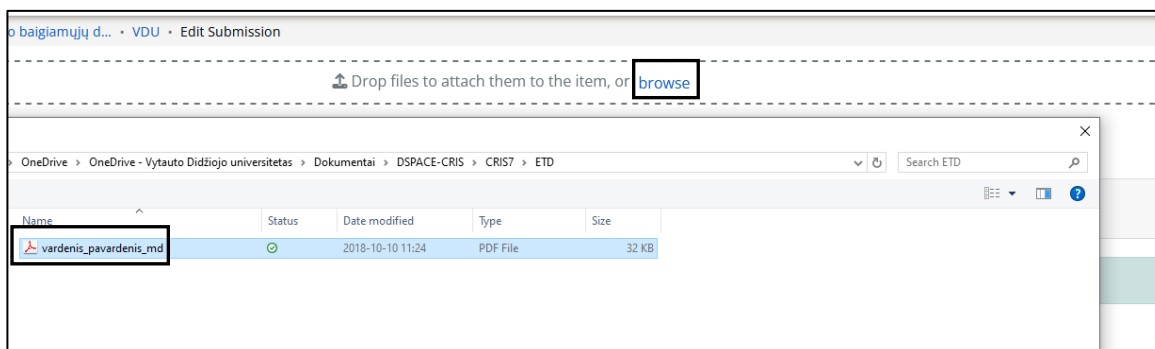 o baigiamųjų d... • VDU • Edit Submission
Drop files to attach them to the item, or browse
OneDrive > OneDrive - Vytauto Didžiojo universitetas > Dokumentai > DSPACE-CRIS > CRIS7 > ETD
Search ETD
Name Status Date modified Type Size
vardenis_pavardenis_md 2018-10-10 11:24 PDF File 32 KB